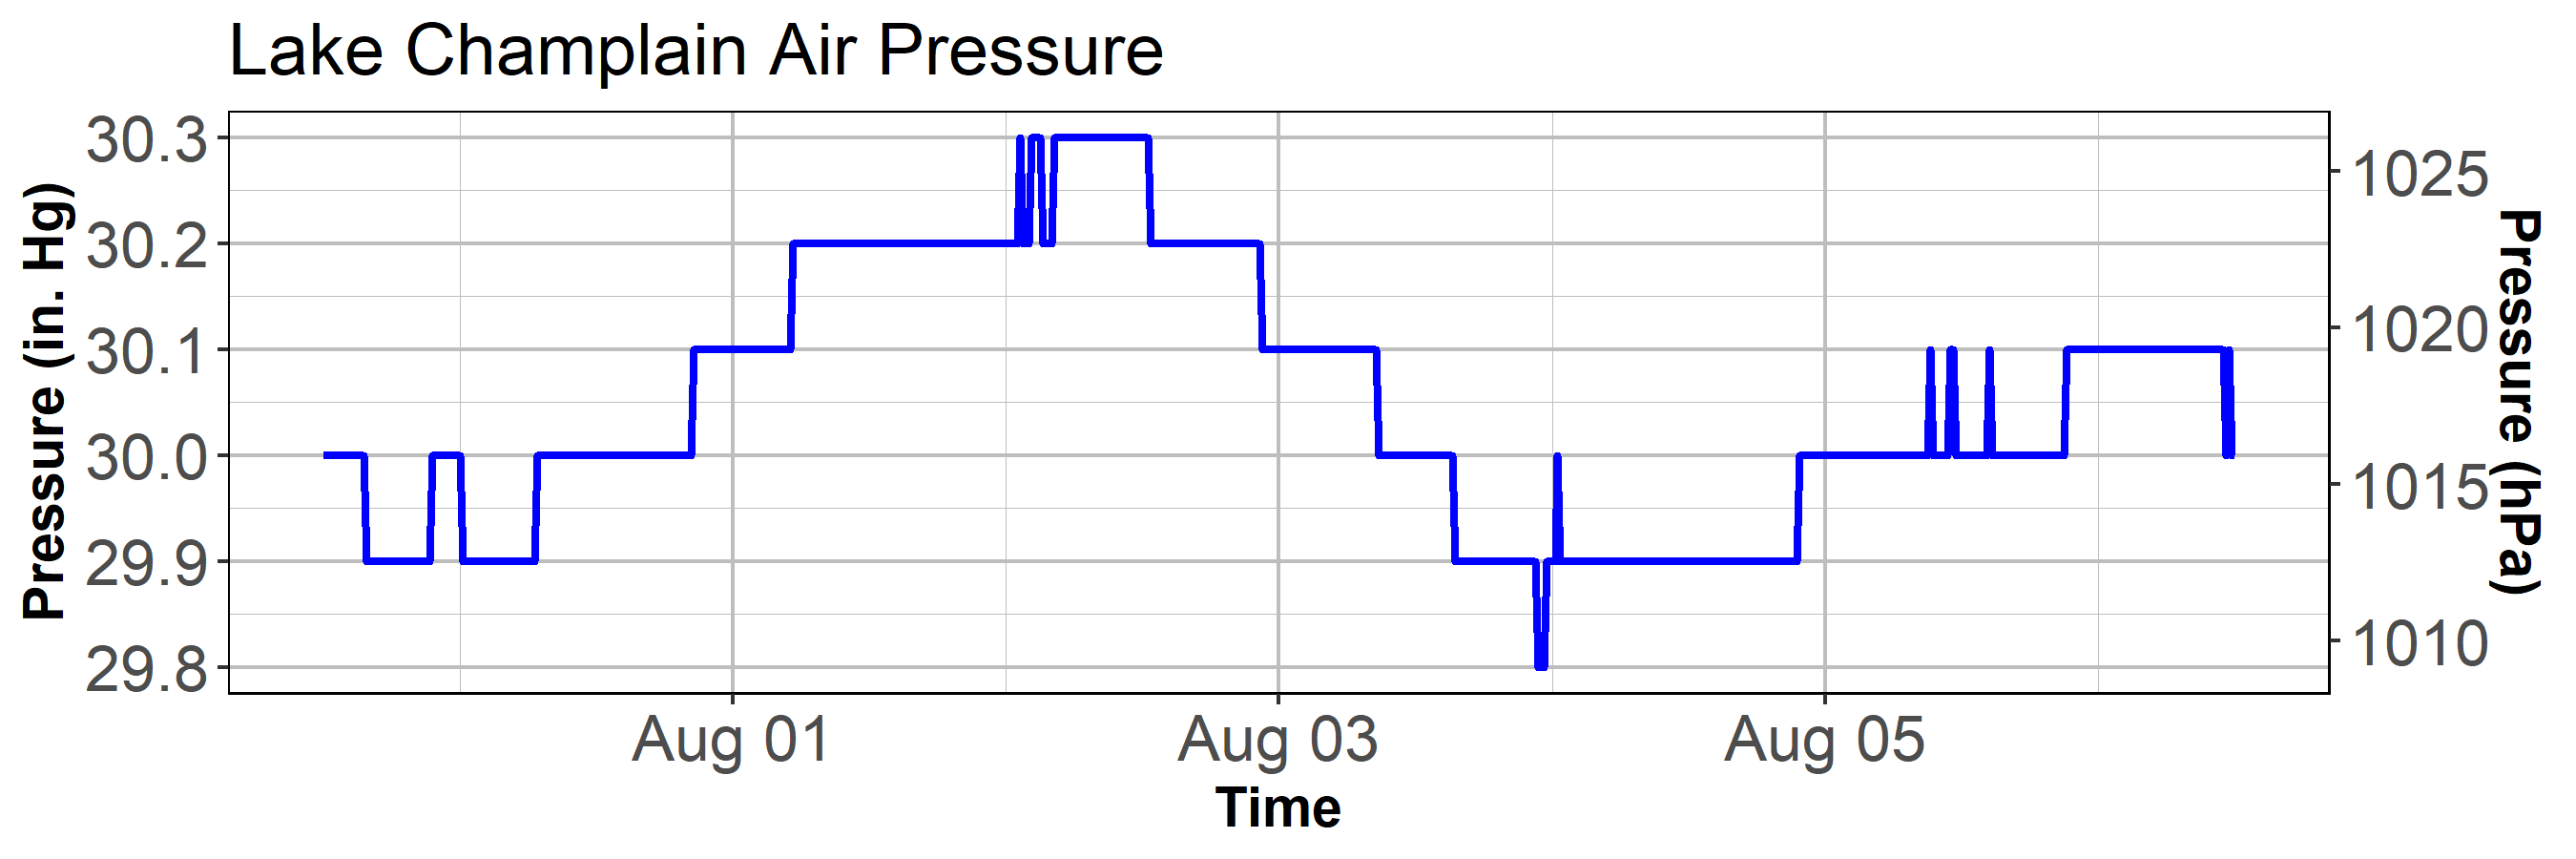 Lake Champlain Air Pressure
Pressure (in. Hg)
30.3
30.2
30.1
30.0
29.9
29.8
1025
1020
1015
1010
Pressure (hPa)
Aug 01 Aug 03 Aug 05
Time